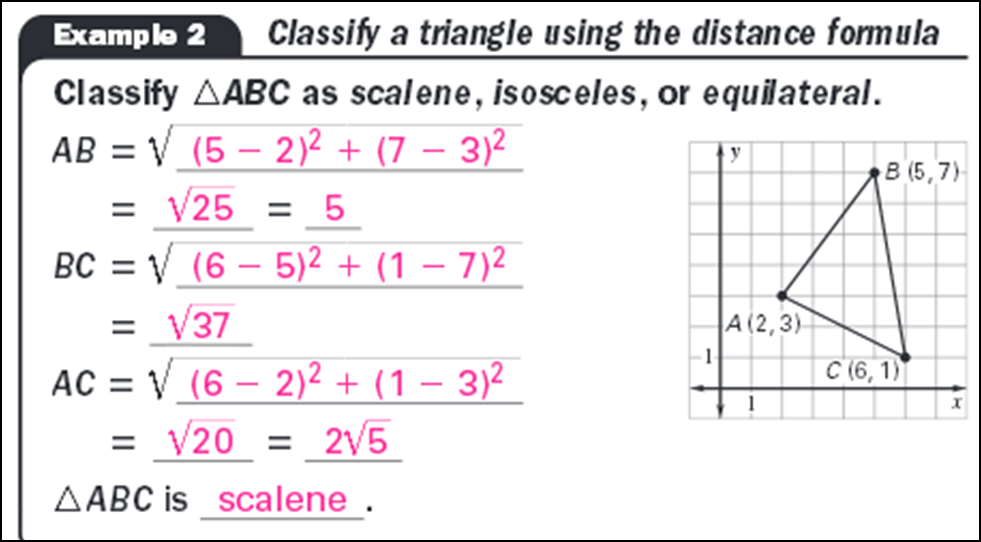 Example 2 Classify a triangle using the distance formula
Classify △ABC as scalene, isosceles, or equilateral.
AB = √(5 − 2)² + (7 − 3)²
= √25 = 5
BC = √(6 − 5)² + (1 − 7)²
= √37
AC = √(6 − 2)² + (1 − 3)²
= √20 = 2√5
△ABC is scalene.
y
B (5, 7)
A (2, 3)
1
C (6, 1)
1 x